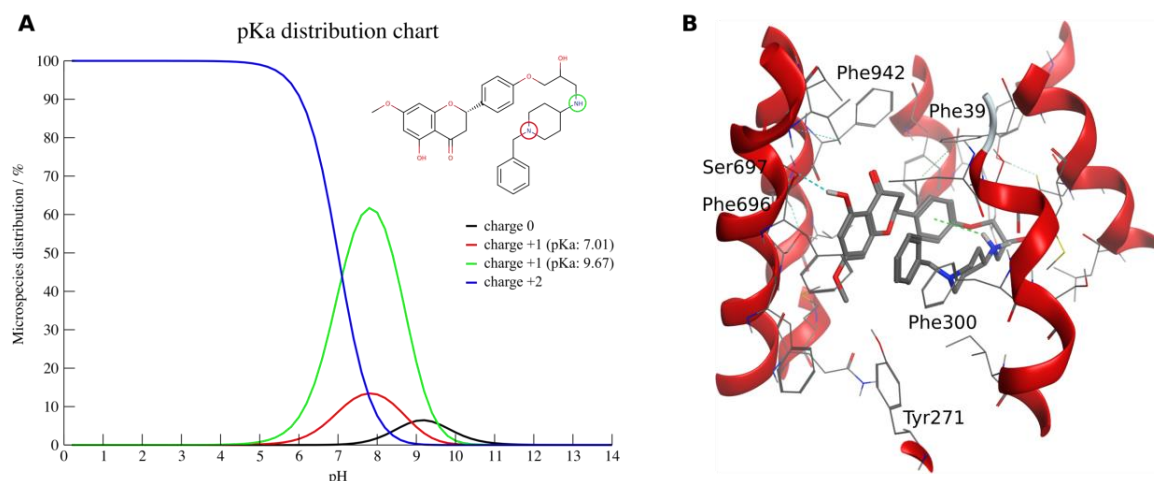 A
pKa distribution chart
Microspecies distribution / %
100
90
80
70
60
50
40
30
20
10
0
0 1 2 3 4 5 6 7 8 9 10 11 12 13 14
pH
OH
O
NH
N
O
O
OH
O
charge 0
charge +1 (pKa: 7.01)
charge +1 (pKa: 9.67)
charge +2
B
Phe942
Phe39
Ser697
Phe696
Phe300
Tyr271